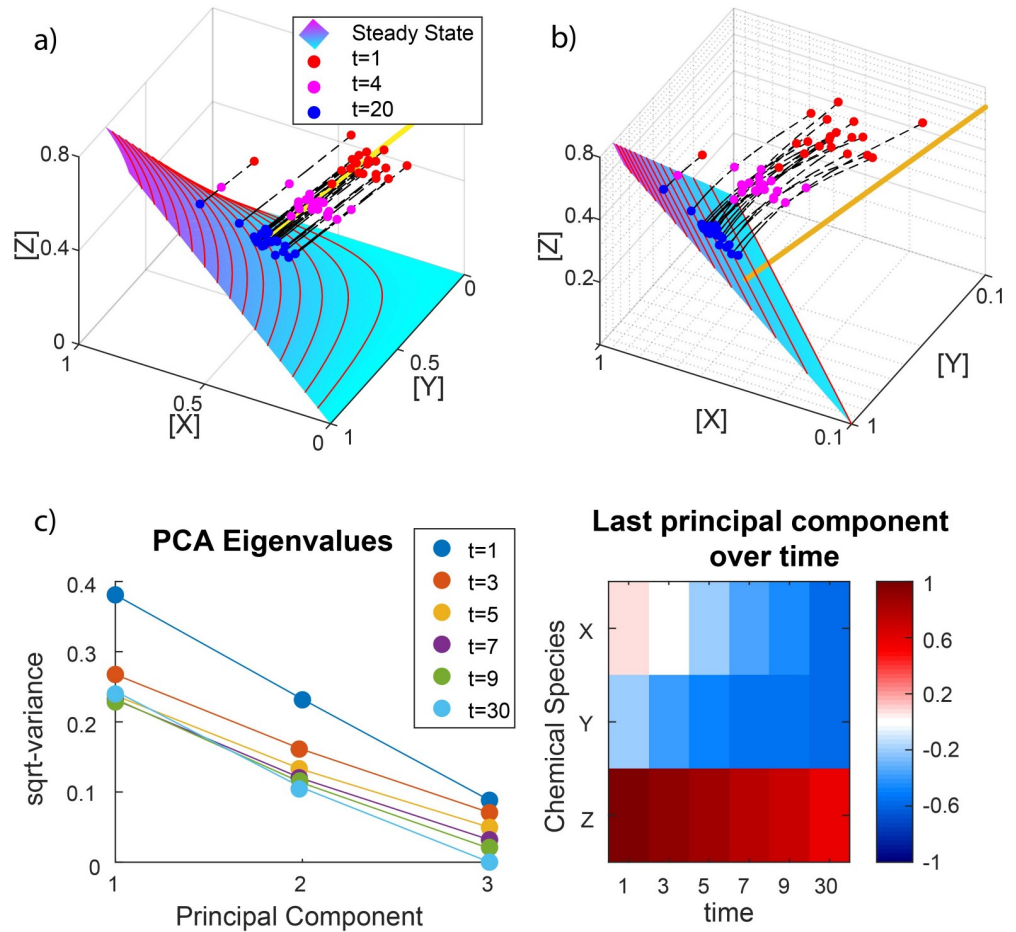 a)
Steady State
t=1
t=4
t=20
0.8
0.4
0
[Z]
1
0.5
0
[X]
1
0.5
0
[Y]
b)
0.8
0.4
0.2
[Z]
1
0.1
[X]
1
0.1
[Y]
c)
PCA Eigenvalues
t=1
t=3
t=5
t=7
t=9
t=30
0.4
0.3
0.2
0.1
0
sqrt-variance
1
2
3
Principal Component
Last principal component
over time
X
Y
Z
Chemical Species
1 3 5 7 9 30
time
1
0.6
0.2
-0.2
-0.6
-1